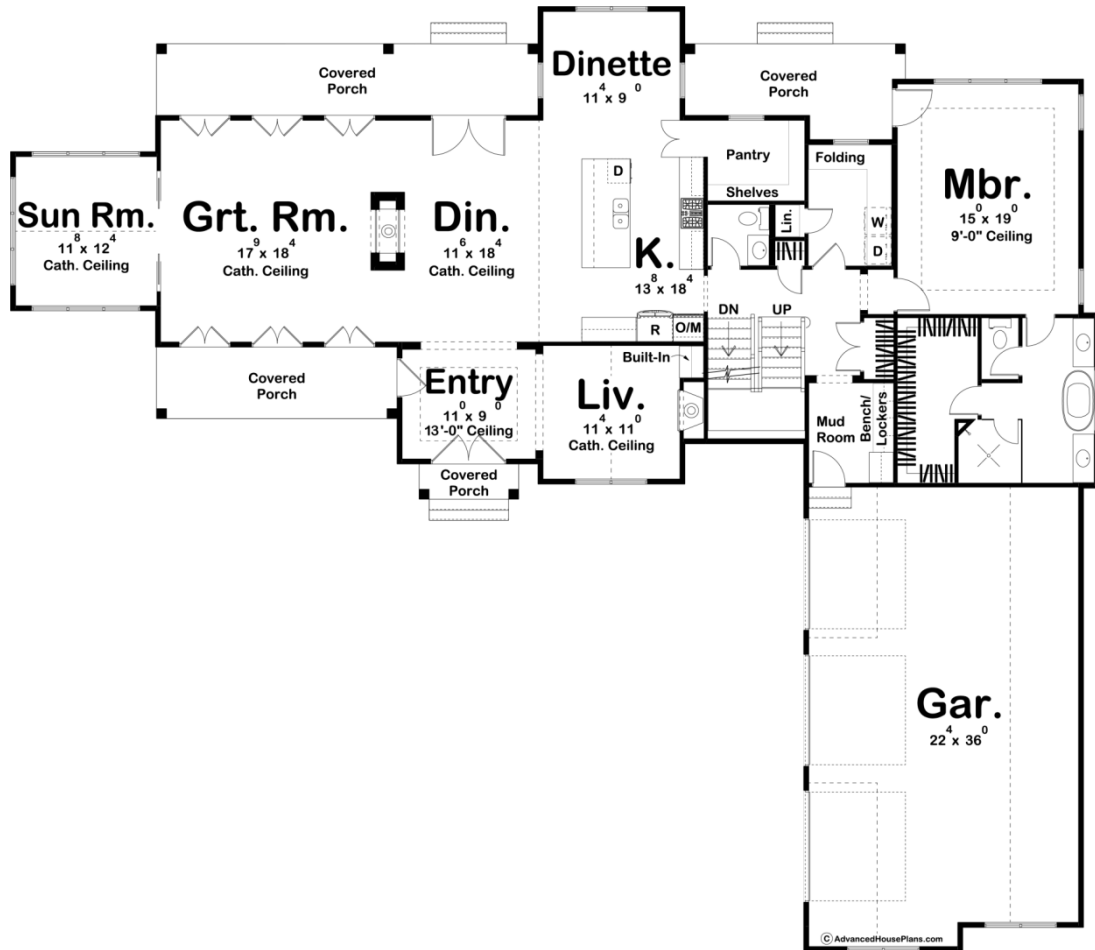 Dinette
11⁴ x 9⁰
Covered
Porch
Covered
Porch
Pantry
Shelves
Folding
Lin.
W
D
Mbr.
15⁰ x 19⁰
9'-0" Ceiling
Sun Rm.
11⁸ x 12⁴
Cath. Ceiling
Grt. Rm.
17⁹ x 18⁴
Cath. Ceiling
Din.
11⁶ x 18⁴
Cath. Ceiling
D
K.
13⁸ x 18⁴
R
O/M
DN
UP
Built-In
Covered
Porch
Entry
11⁰ x 9⁰
13'-0" Ceiling
Liv.
11⁴ x 11⁰
Cath. Ceiling
Mud
Room
Bench/
Lockers
Covered
Porch
Gar.
22⁴ x 36⁰
© AdvancedHousePlans.com